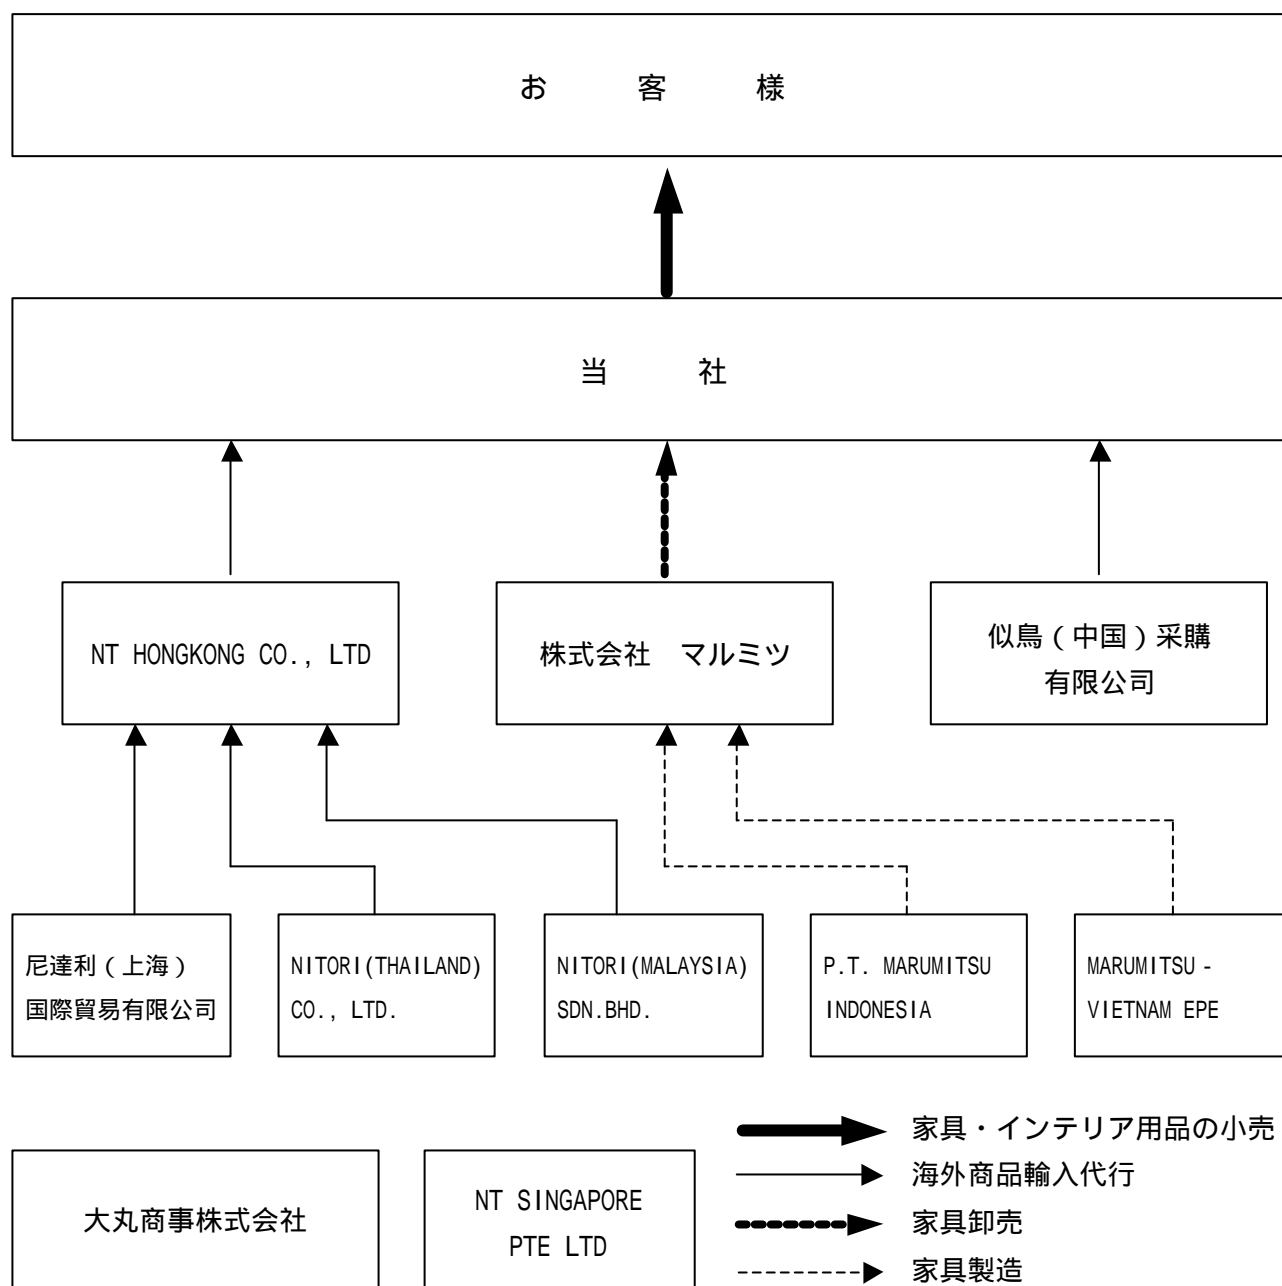 お 客 様
当 社
NT HONGKONG CO., LTD
株式会社 マルミツ
似鳥（中国）采購
有限公司
尼達利（上海）
国際貿易有限公司
NITORI(THAILAND)
CO., LTD.
NITORI(MALAYSIA)
SDN.BHD.
P.T. MARUMITSU
INDONESIA
MARUMITSU -
VIETNAM EPE
大丸商事株式会社
NT SINGAPORE
PTE LTD
家具・インテリア用品の小売
海外商品輸入代行
家具卸売
家具製造